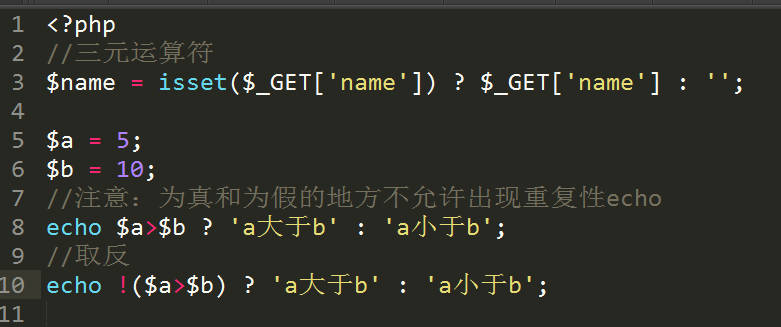 1 <?php
2 //三元运算符
3 $name = isset($_GET['name']) ? $_GET['name'] : '';
4
5 $a = 5;
6 $b = 10;
7 //注意：为真和为假的地方不允许出现重复性echo
8 echo $a>$b ? 'a大于b' : 'a小于b';
9 //取反
10 echo !($a>$b) ? 'a大于b' : 'a小于b';
11